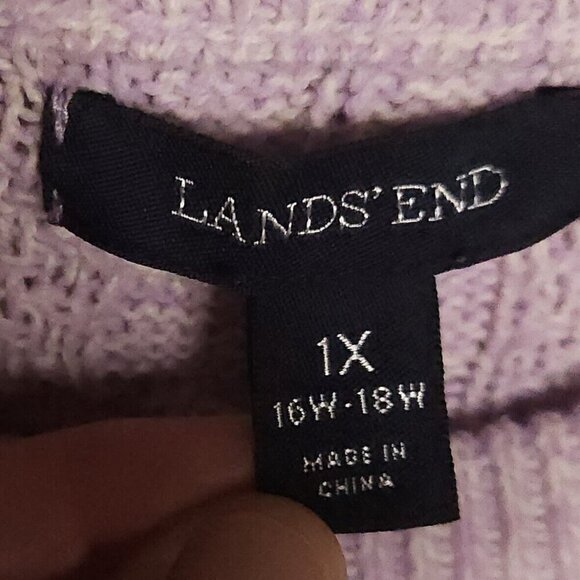 LANDS' END
1X
16W-18W
MADE IN
CHINA